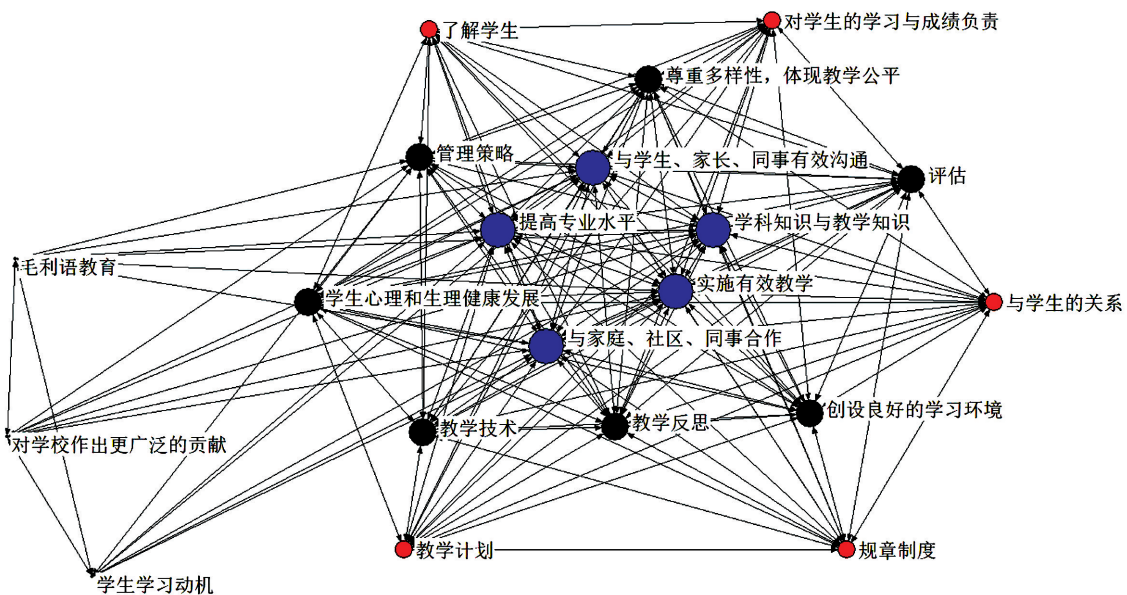 了解学生
对学生的学习与成绩负责
尊重多样性，体现教学公平
管理策略
与学生、家长、同事有效沟通
评估
提高专业水平
学科知识与教学知识
毛利语教育
学生心理和生理健康发展
实施有效教学
与学生的关系
与家庭、社区、同事合作
创设良好的学习环境
教学技术
教学反思
对学校作出更广泛的贡献
教学计划
规章制度
学生学习动机